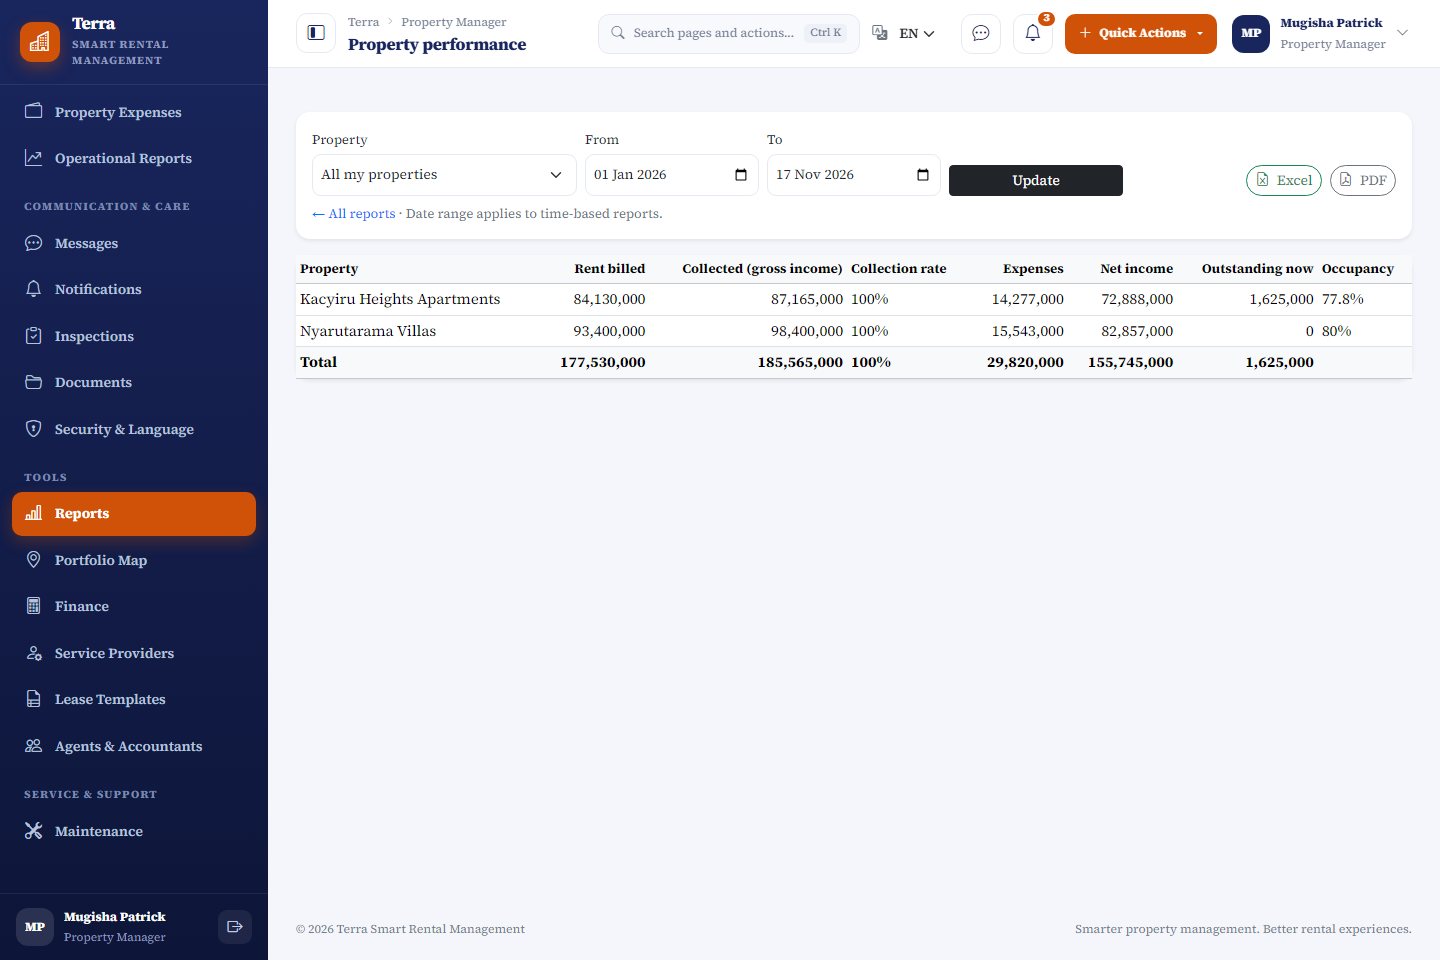 Terra
SMART RENTAL
MANAGEMENT
Property Expenses
Operational Reports
COMMUNICATION & CARE
Messages
Notifications
Inspections
Documents
Security & Language
TOOLS
Reports
Portfolio Map
Finance
Service Providers
Lease Templates
Agents & Accountants
SERVICE & SUPPORT
Maintenance
MP
Mugisha Patrick
Property Manager
Terra > Property Manager
Property performance
Search pages and actions... Ctrl K
EN
3
+ Quick Actions
MP
Mugisha Patrick
Property Manager
Property From To
All my properties 01 Jan 2026 17 Nov 2026 Update Excel PDF
← All reports · Date range applies to time-based reports.
Property Rent billed Collected (gross income) Collection rate Expenses Net income Outstanding now Occupancy
Kacyiru Heights Apartments 84,130,000 87,165,000 100% 14,277,000 72,888,000 1,625,000 77.8%
Nyarutarama Villas 93,400,000 98,400,000 100% 15,543,000 82,857,000 0 80%
Total 177,530,000 185,565,000 100% 29,820,000 155,745,000 1,625,000
© 2026 Terra Smart Rental Management
Smarter property management. Better rental experiences.